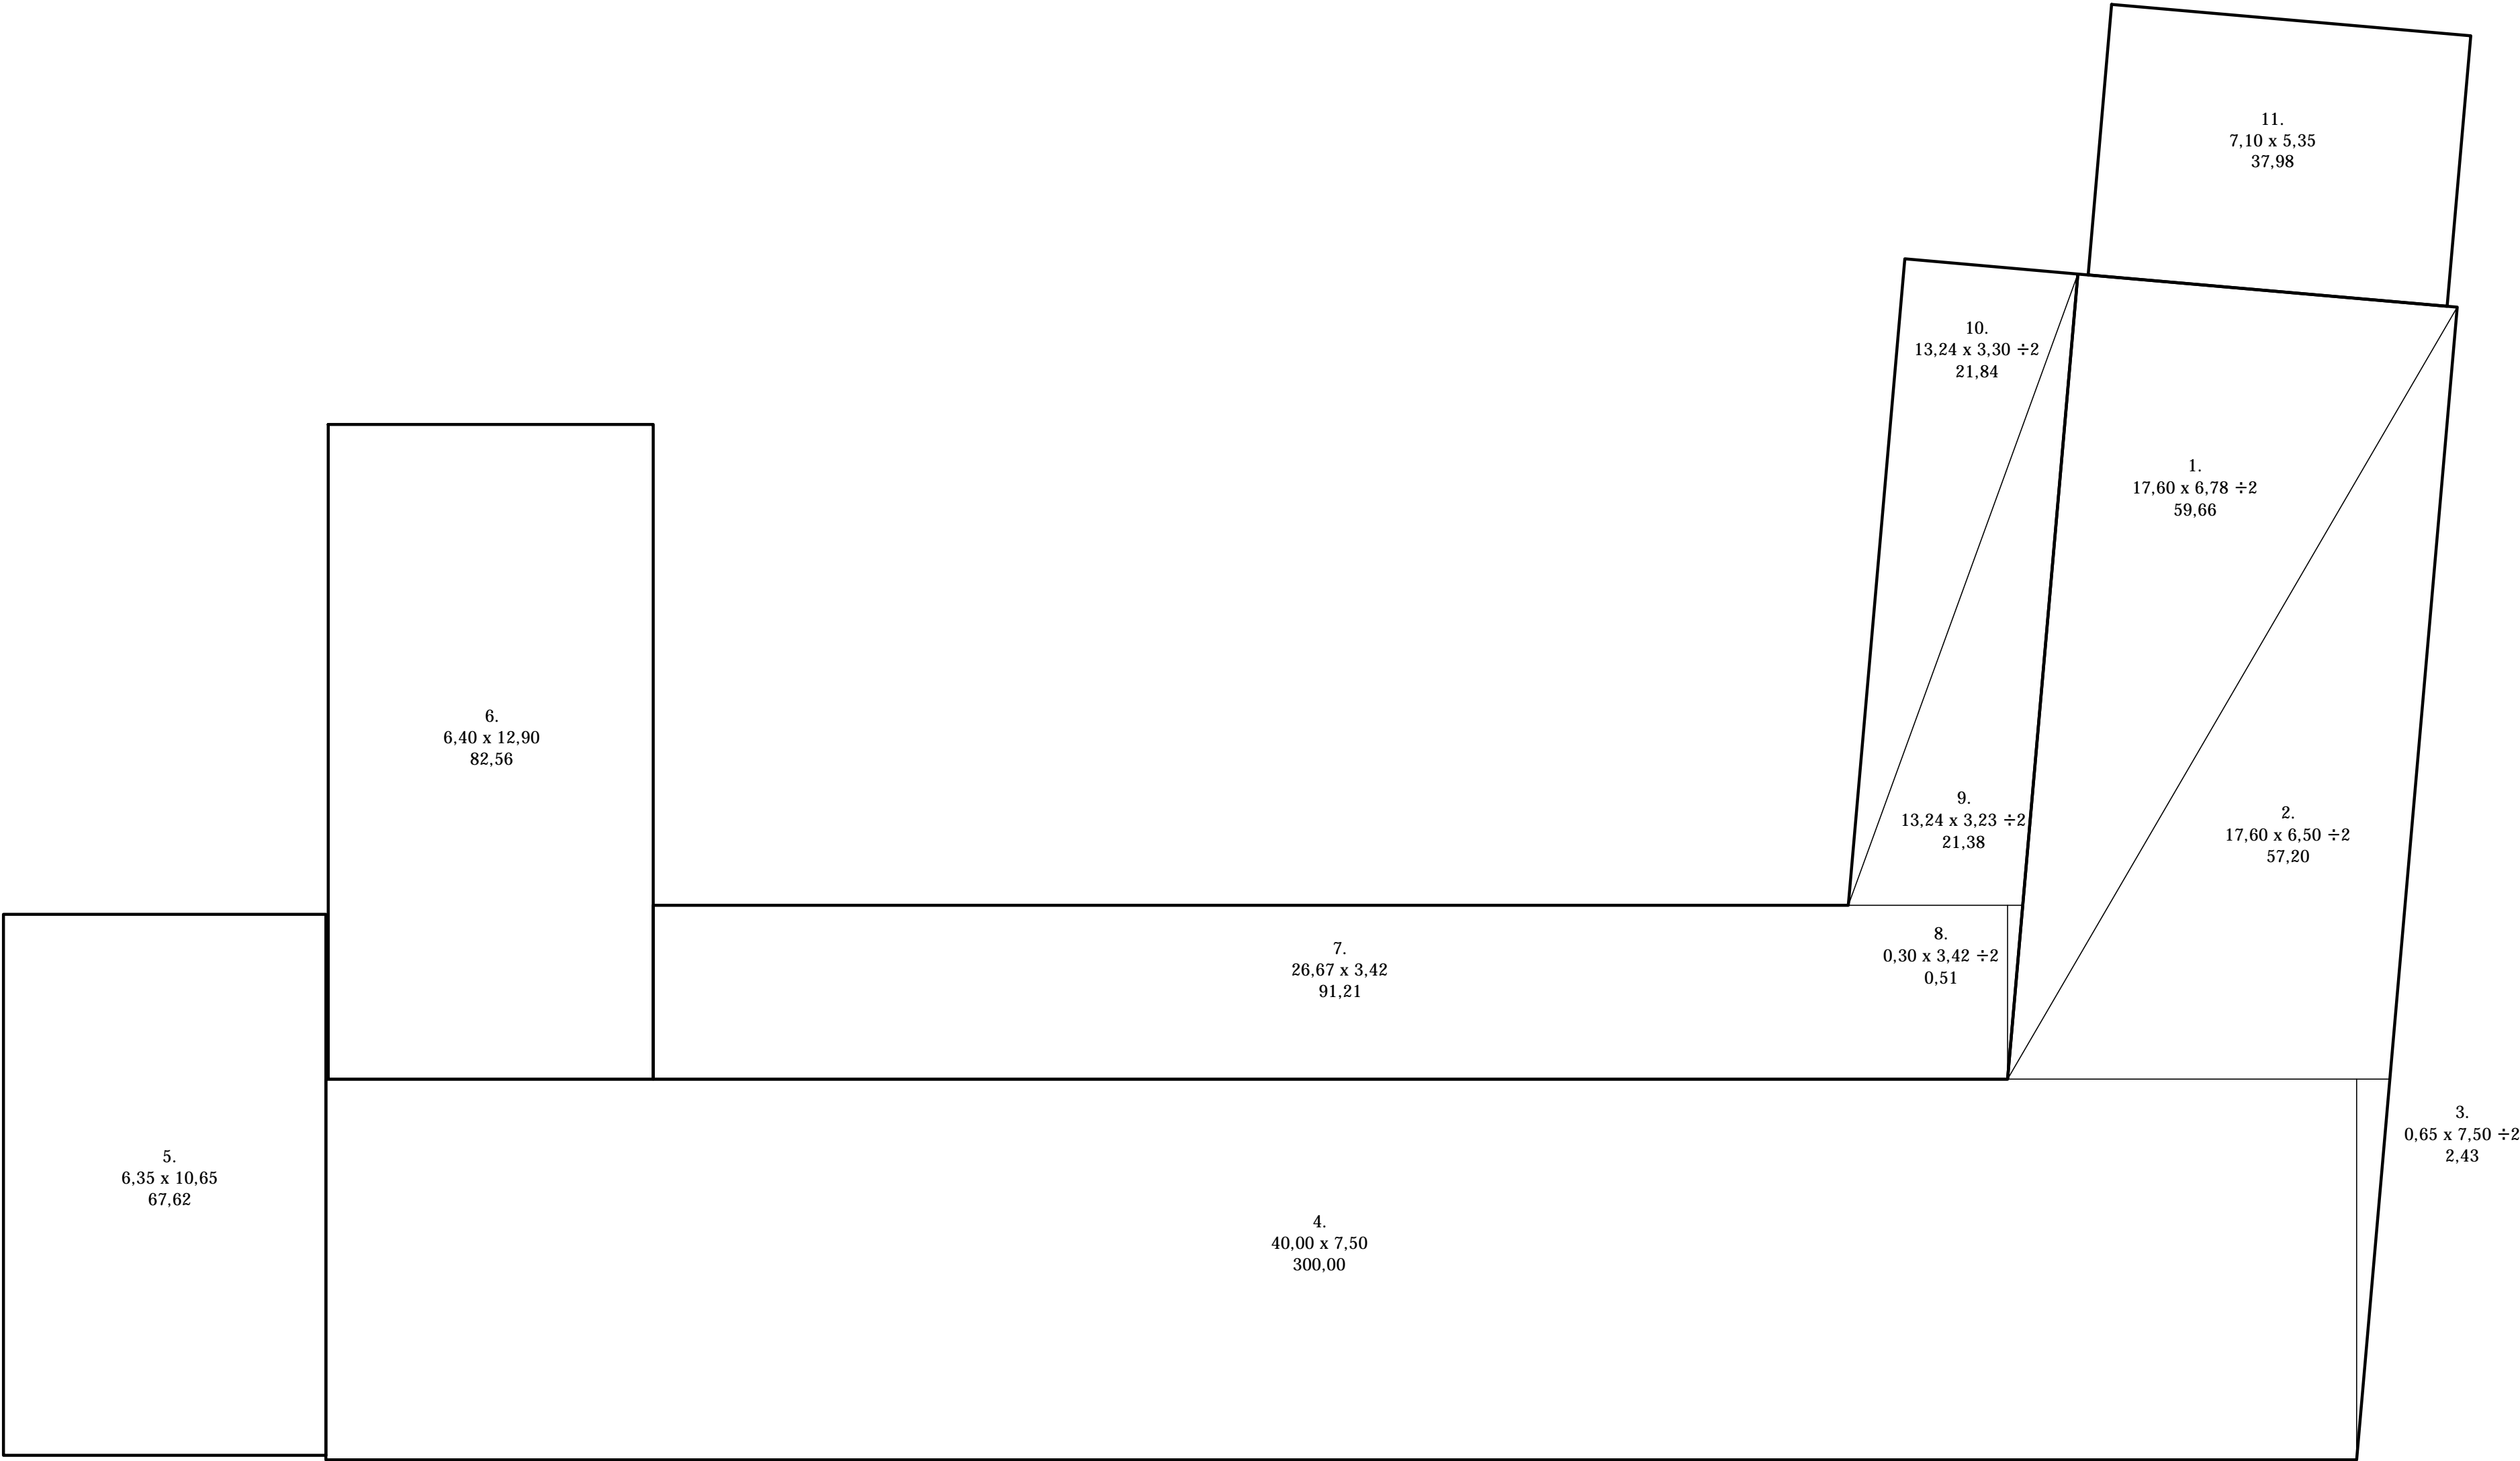 11.
7,10 x 5,35
37,98
10.
13,24 x 3,30 ÷2
21,84
1.
17,60 x 6,78 ÷2
59,66
6.
6,40 x 12,90
82,56
9.
13,24 x 3,23 ÷2
21,38
2.
17,60 x 6,50 ÷2
57,20
7.
26,67 x 3,42
91,21
8.
0,30 x 3,42 ÷2
0,51
3.
0,65 x 7,50 ÷2
2,43
5.
6,35 x 10,65
67,62
4.
40,00 x 7,50
300,00